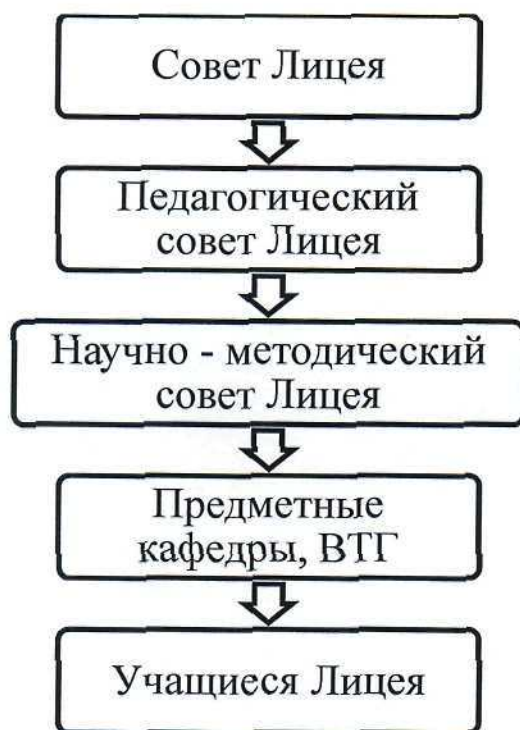 Совет Лицея
Педагогический
совет Лицея
Научно - методический
совет Лицея
Предметные
кафедры, ВТГ
Учащиеся Лицея